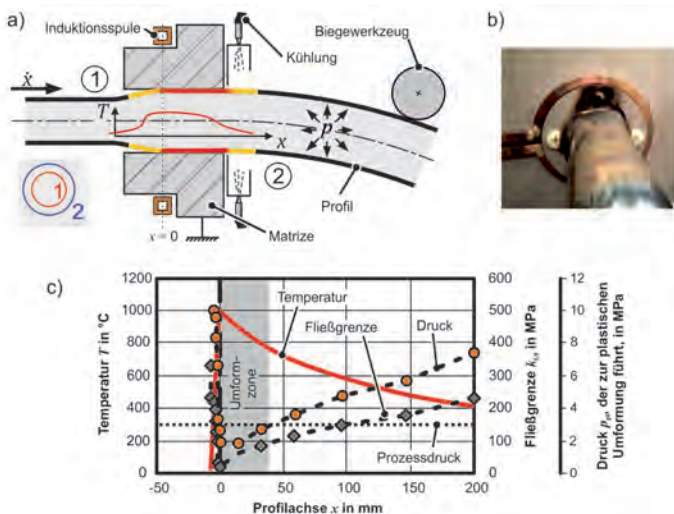 a)
Induktionsspule
Kühlung
Biegewerkzeug
b)
ẋ
1
T
x
p
2
1
2
Profil
x = 0
Matrize
c)
1200
1000
800
600
400
200
0
Temperatur T in °C
Temperatur
Fließgrenze
Druck
Umform-
zone
Prozessdruck
600
500
400
300
200
100
0
Fließgrenze kf,θ in MPa
12
10
8
6
4
2
0
Druck der zur plastischen
Umformung führt, in MPa
-50
0
50
100
150
200
Profilachse x in mm